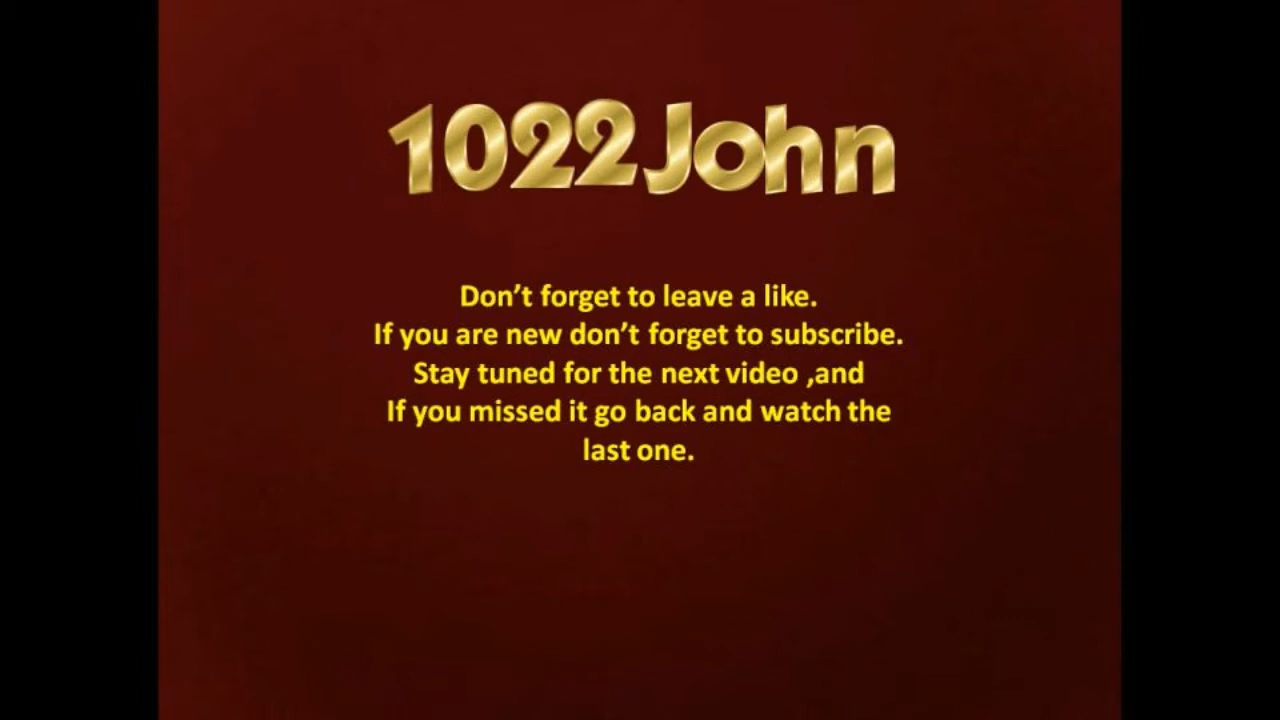 1022John
Don’t forget to leave a like.
If you are new don’t forget to subscribe.
Stay tuned for the next video ,and
If you missed it go back and watch the
last one.